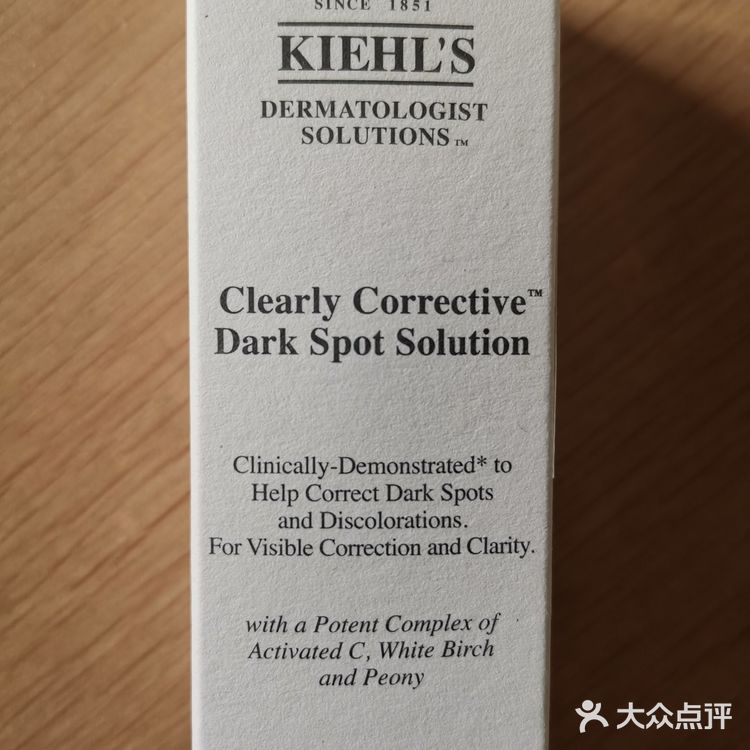 SINCE 1851
KIEHL'S
DERMATOLOGIST
SOLUTIONS™
Clearly Corrective™
Dark Spot Solution
Clinically-Demonstrated* to
Help Correct Dark Spots
and Discolorations.
For Visible Correction and Clarity.
with a Potent Complex of
Activated C, White Birch
and Peony
大众点评